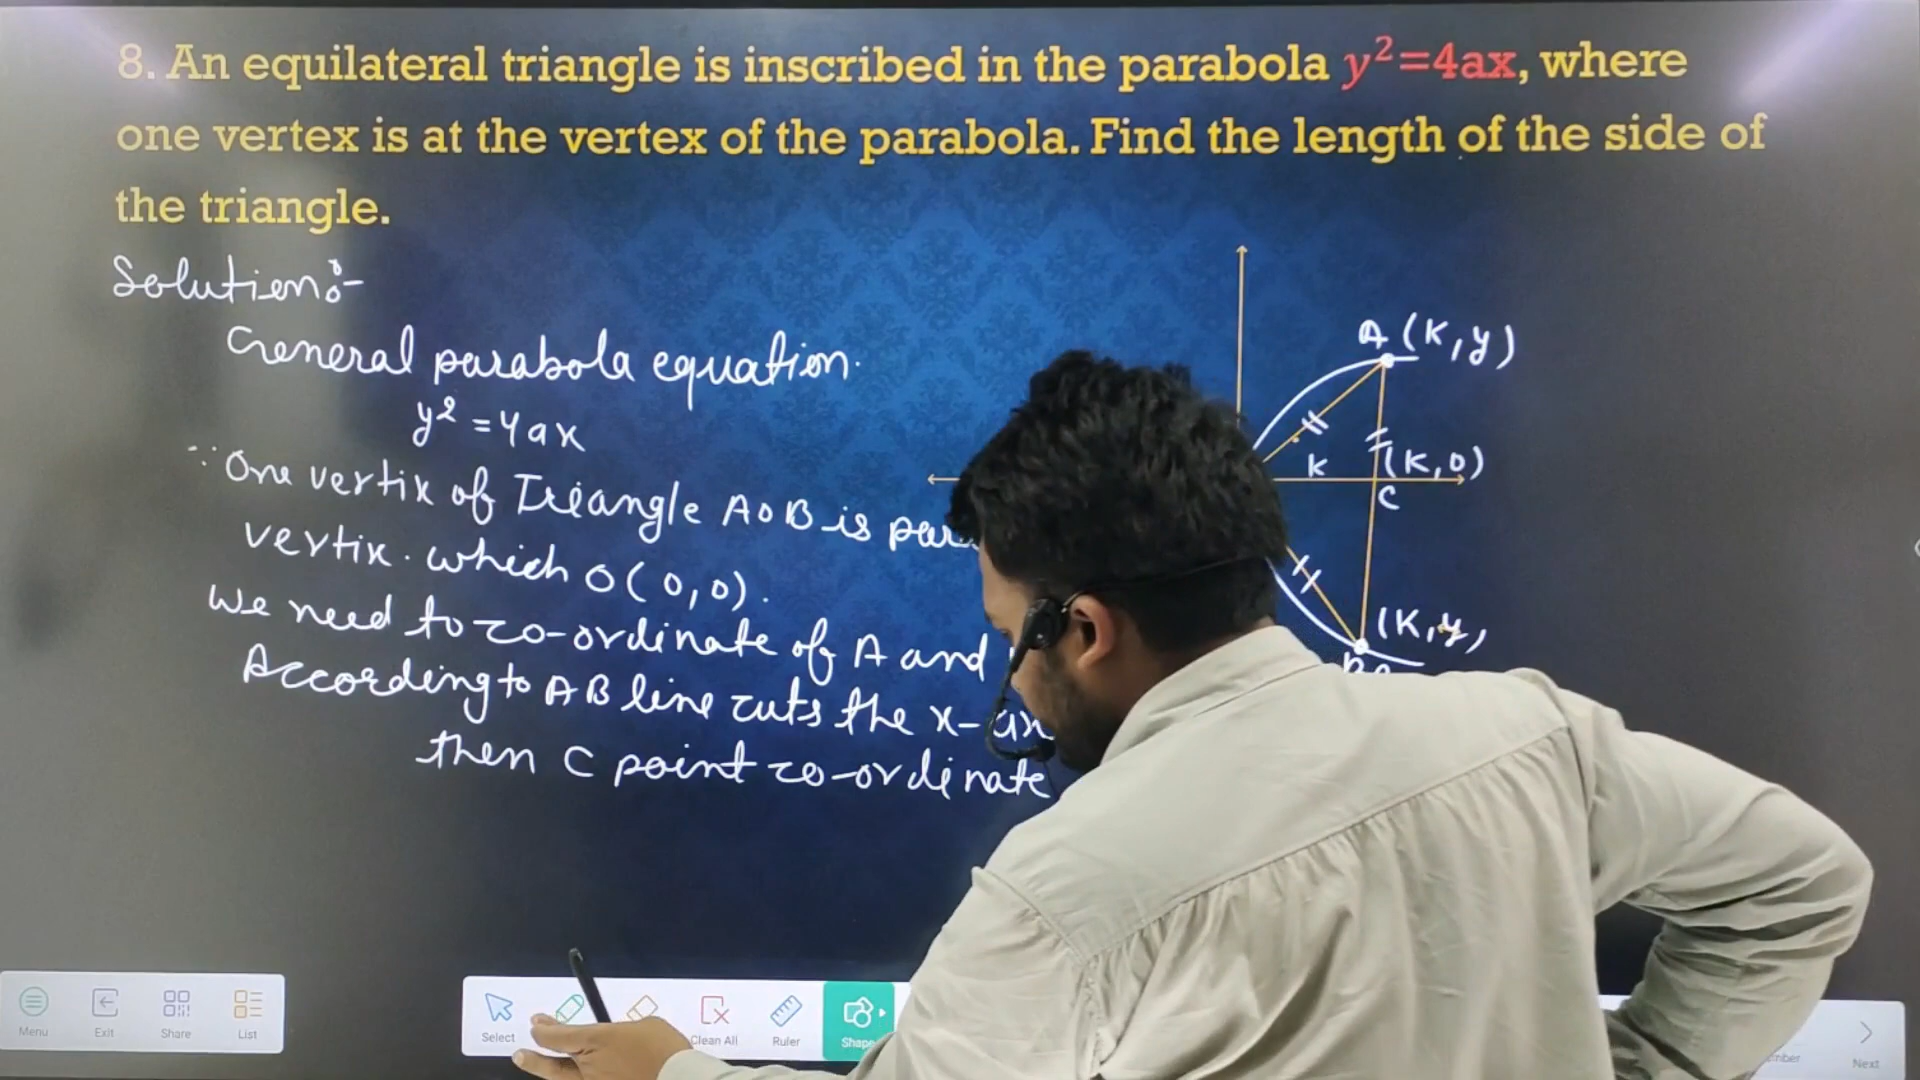 8. An equilateral triangle is inscribed in the parabola y²=4ax, where
one vertex is at the vertex of the parabola. Find the length of the side of
the triangle.
Solution:-
General parabola equation.
y² = 4ax
∵ One vertix of Treangle AOB is
vertix. which O(0,0).
We need to co-ordinate of A and
According to AB line cuts the x-
then C point co-ordinate
A (K,y)
K
(K,0)
C
(K,y)
Menu
Exit
Share
List
Select
Clean All
Ruler
Shape
Next